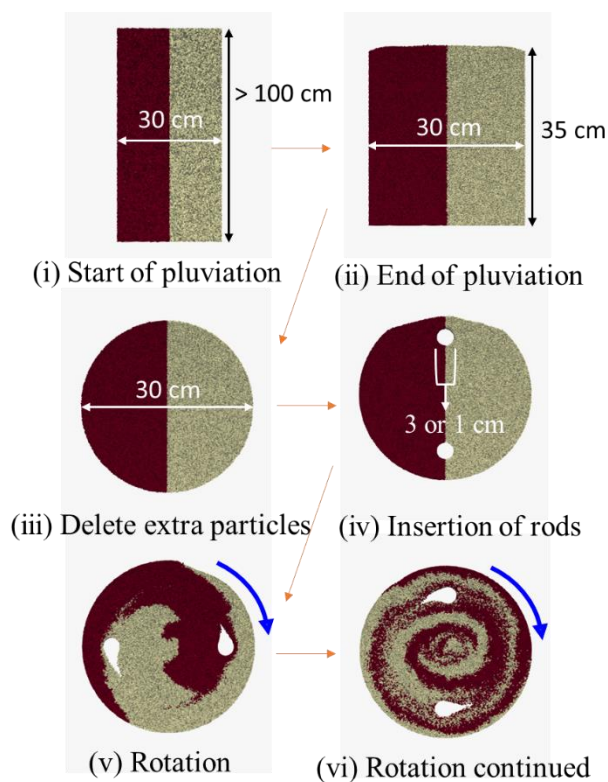 > 100 cm
30 cm
(i) Start of pluviation
30 cm
35 cm
(ii) End of pluviation
30 cm
(iii) Delete extra particles
3 or 1 cm
(iv) Insertion of rods
(v) Rotation
(vi) Rotation continued